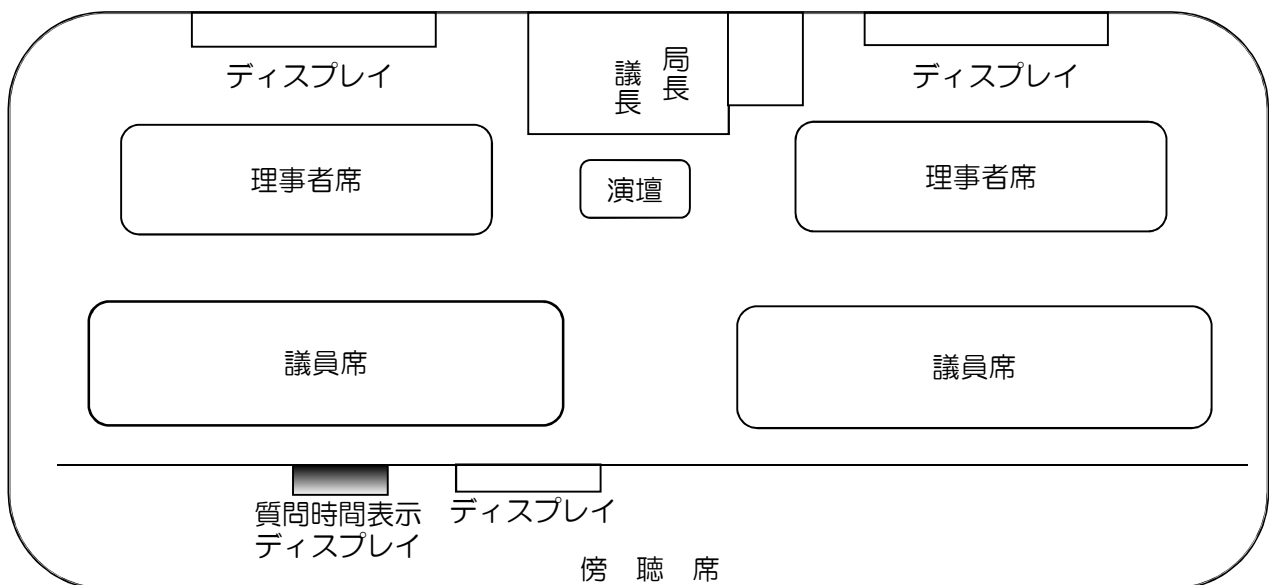 ディスプレイ
議長
局長
ディスプレイ
理事者席
演壇
理事者席
議員席
議員席
質問時間表示
ディスプレイ
ディスプレイ
傍聴席